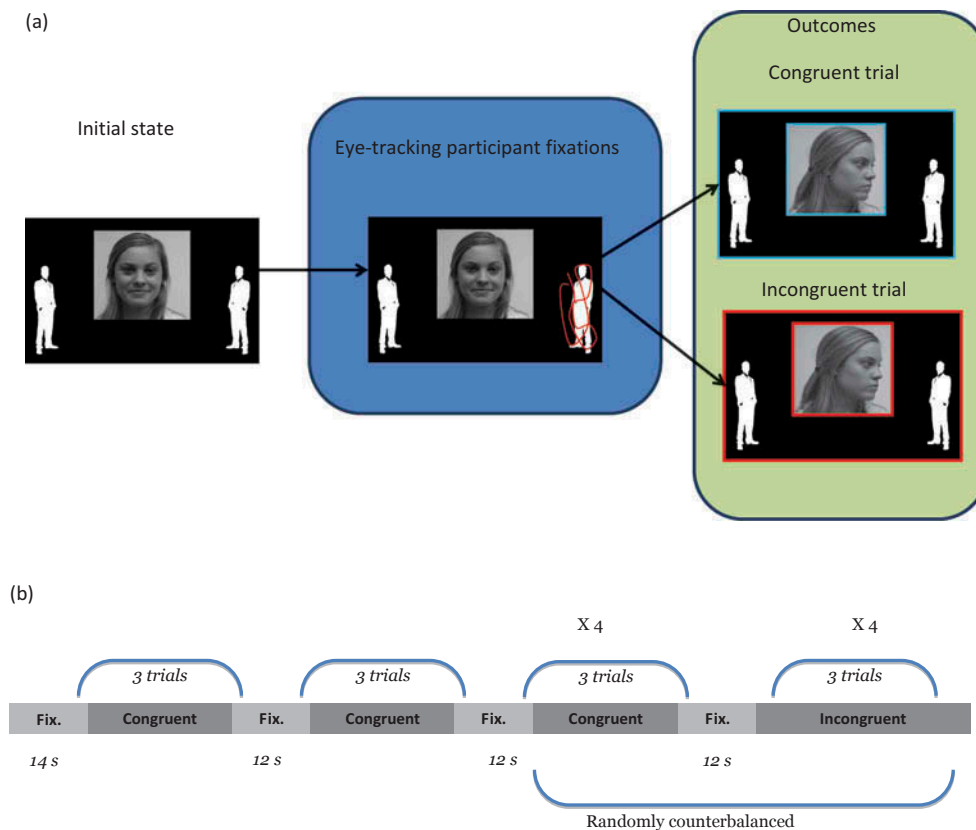 (a)
Initial state
Eye-tracking participant fixations
Outcomes
Congruent trial
Incongruent trial
(b)
X 4 X 4
3 trials 3 trials 3 trials 3 trials
Fix. Congruent Fix. Congruent Fix. Congruent Fix. Incongruent
14 s 12 s 12 s 12 s
Randomly counterbalanced